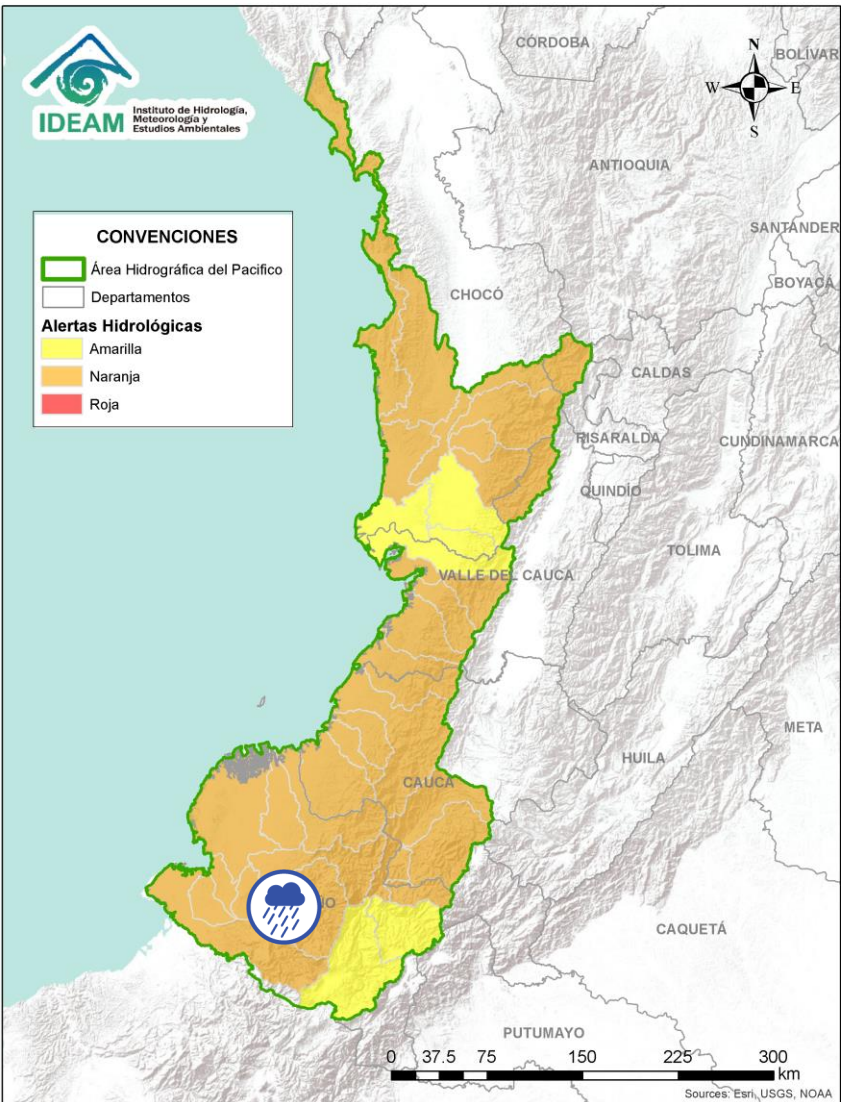 IDEAM
Instituto de Hidrología,
Meteorología y
Estudios Ambientales
N
W
E
S
CÓRDOBA
BOLIVAR
ANTIOQUIA
SANTANDER
BOYACÁ
CHOCÓ
CONVENCIONES
Área Hidrográfica del Pacifico
Departamentos
Alertas Hidrológicas
Amarilla
Naranja
Roja
CALDAS
RISARALDA
CUNDINAMARCA
QUINDÍO
TOLIMA
VALLE DEL CAUCA
META
HUILA
CAUCA
CAQUETÁ
PUTUMAYO
0 37.5 75 150 225 300
km
Sources: Esri, USGS, NOAA